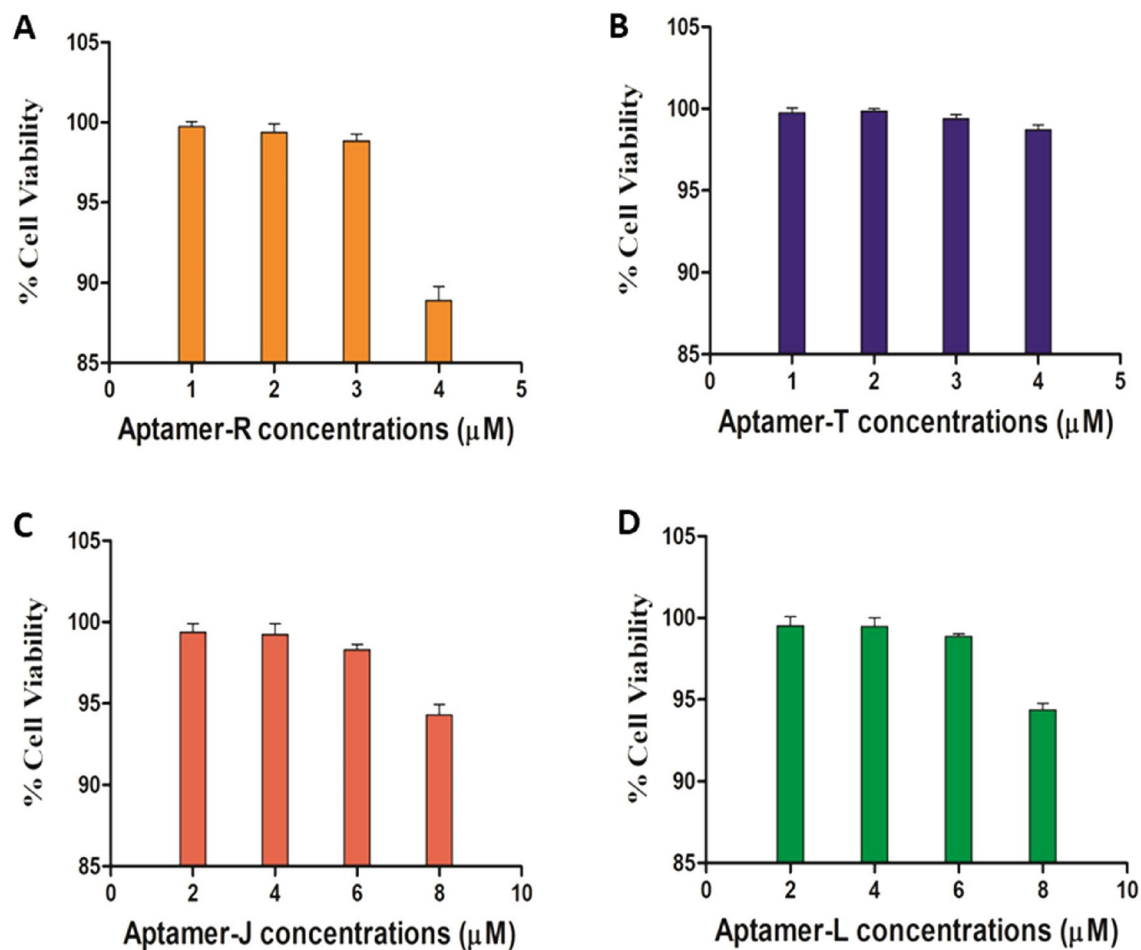 A
105
100
95
90
85
% Cell Viability
0 1 2 3 4 5
Aptamer-R concentrations (μM)
B
105
100
95
90
85
% Cell Viability
0 1 2 3 4 5
Aptamer-T concentrations (μM)
C
105
100
95
90
85
% Cell Viability
0 2 4 6 8 10
Aptamer-J concentrations (μM)
D
105
100
95
90
85
% Cell Viability
0 2 4 6 8 10
Aptamer-L concentrations (μM)